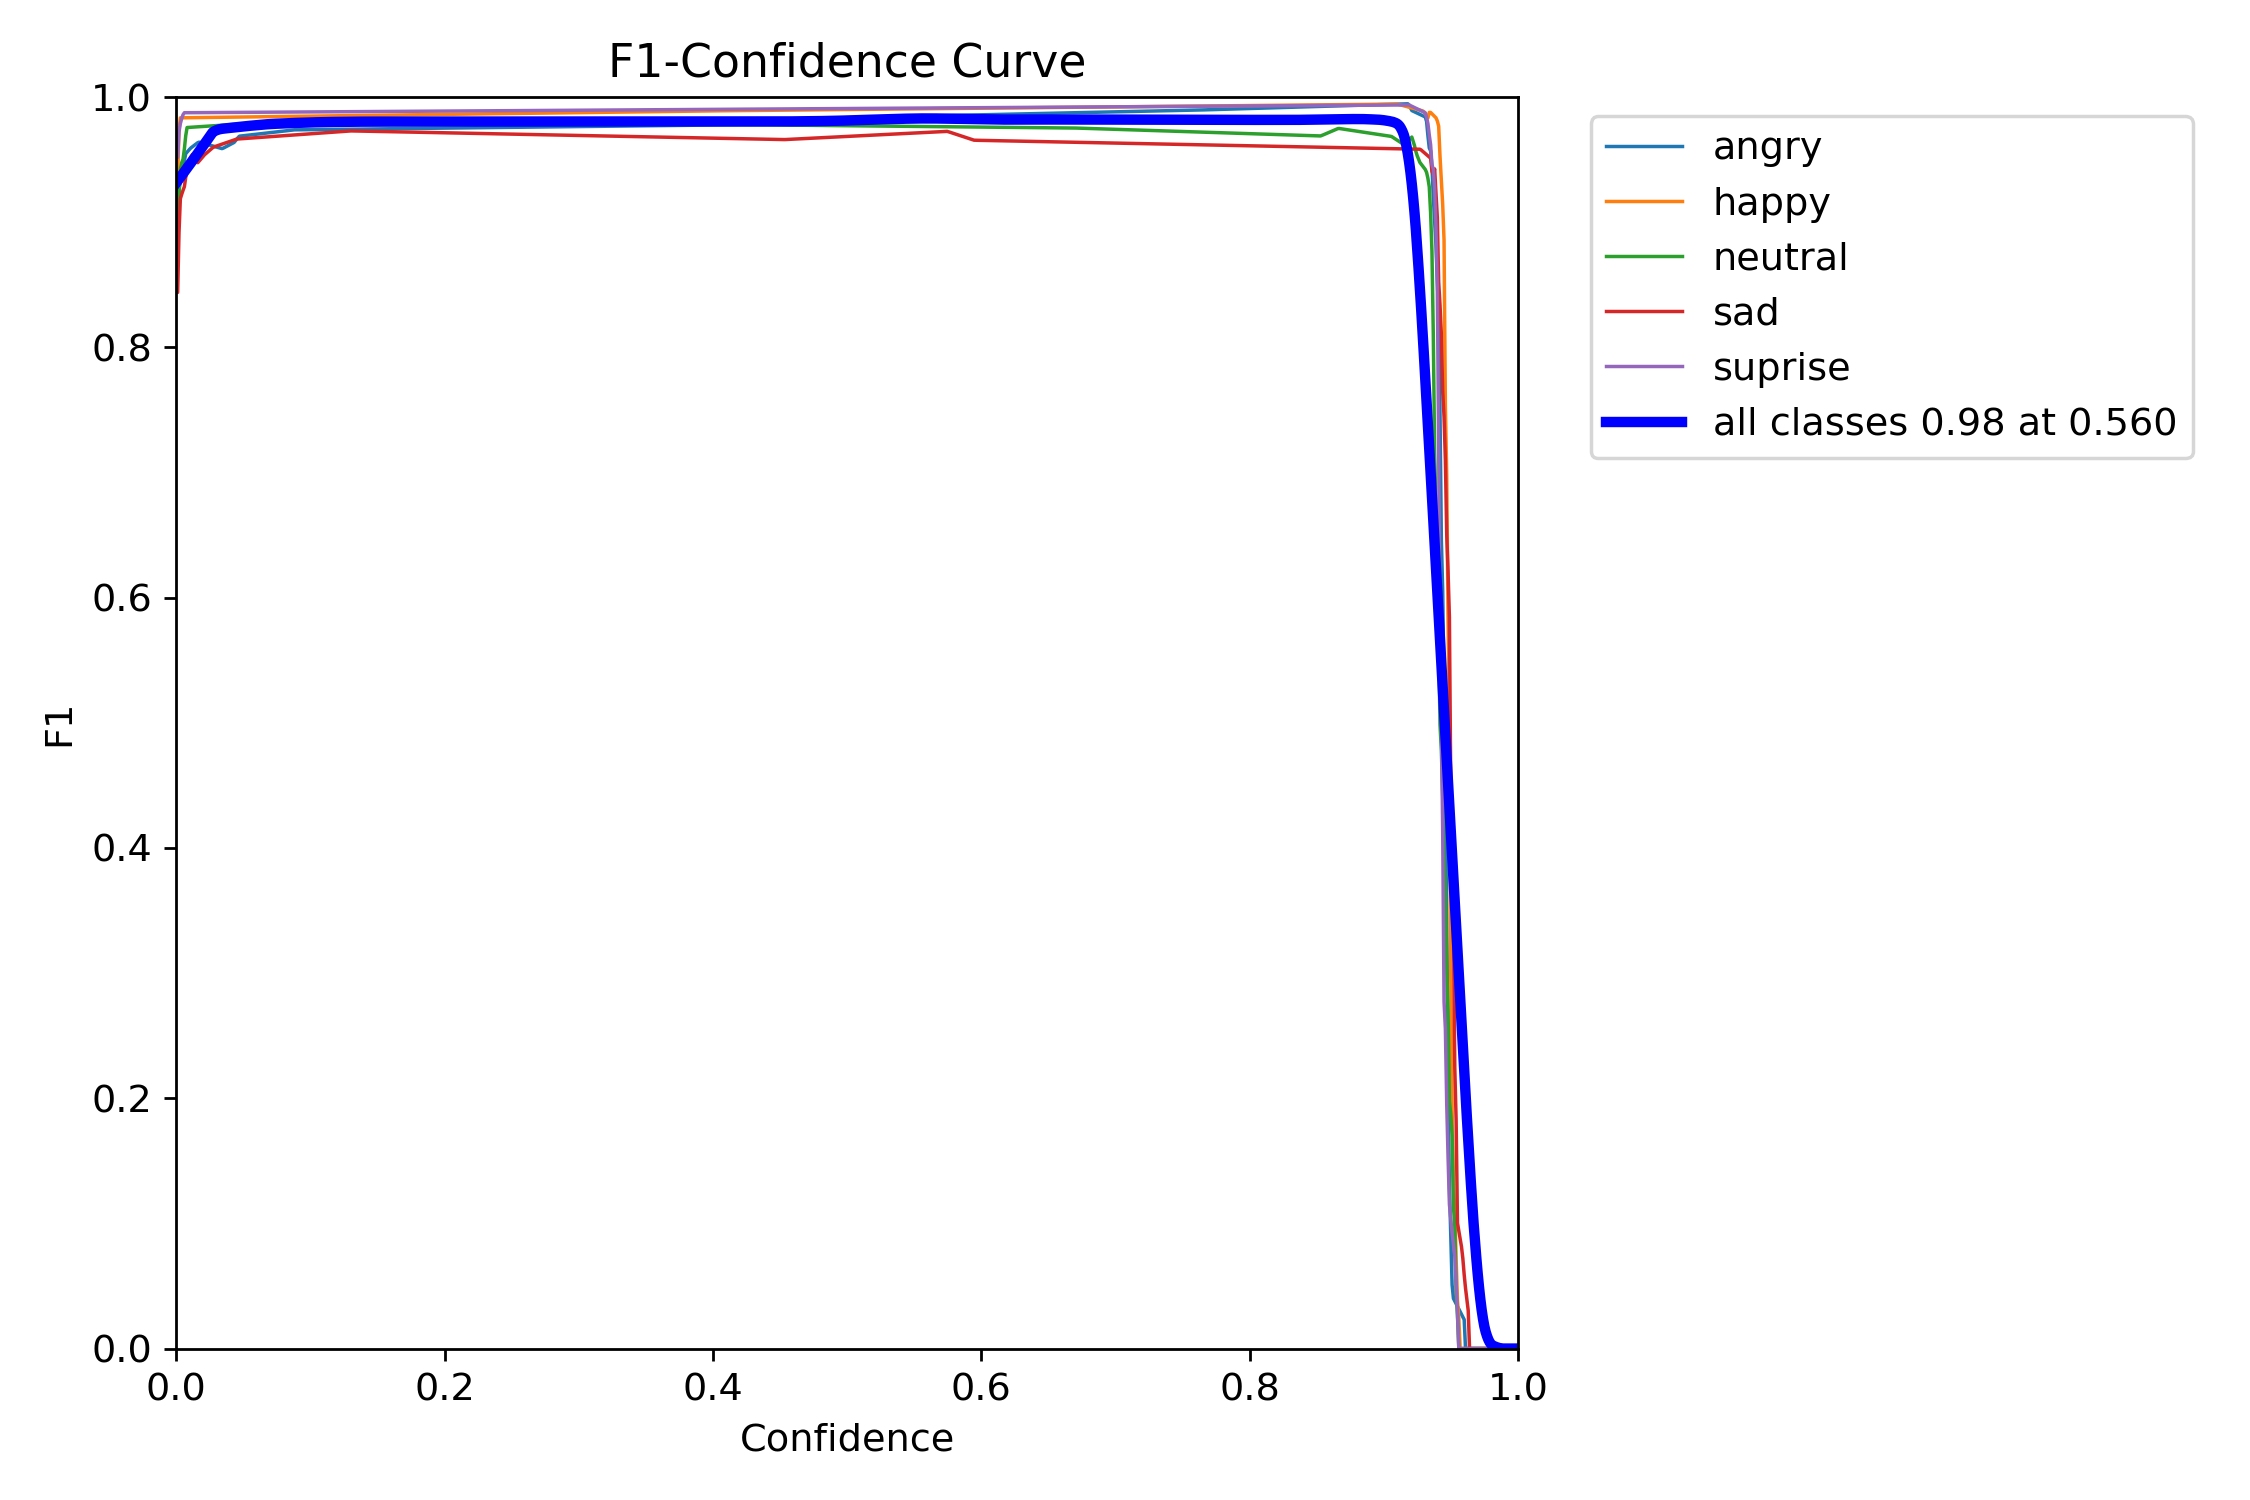 F1-Confidence Curve
1.0
0.8
0.6
0.4
0.2
0.0
F1
0.0 0.2 0.4 0.6 0.8 1.0
Confidence
angry
happy
neutral
sad
suprise
all classes 0.98 at 0.560